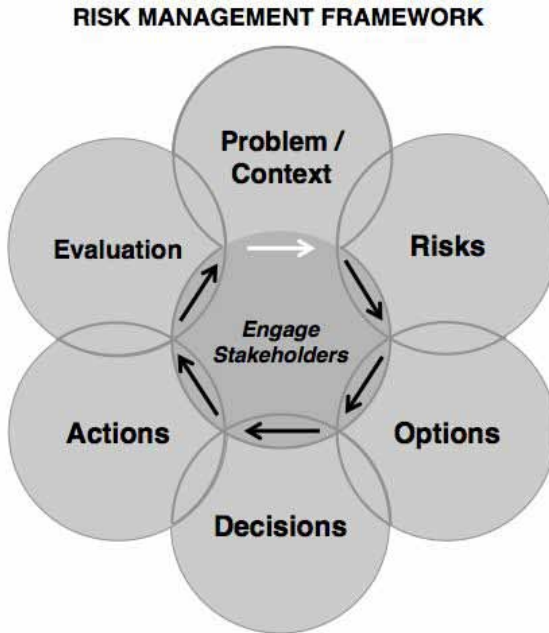 RISK MANAGEMENT FRAMEWORK
Problem /
Context
Evaluation
Risks
Engage
Stakeholders
Actions
Options
Decisions